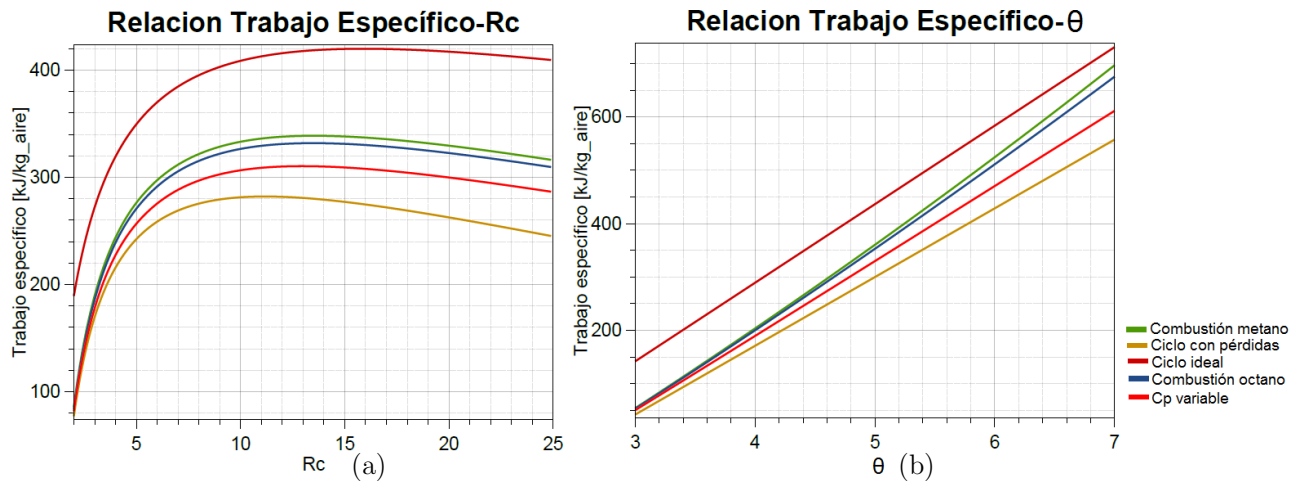 Relacion Trabajo Específico-Rc
Trabajo específico [kJ/kg_aire]
400
300
200
100
5
10
15
20
25
Rc
(a)
Relacion Trabajo Específico-θ
Trabajo específico [kJ/kg_aire]
600
400
200
3
4
5
6
7
θ
(b)
Combustión metano
Ciclo con pérdidas
Ciclo ideal
Combustión octano
Cp variable